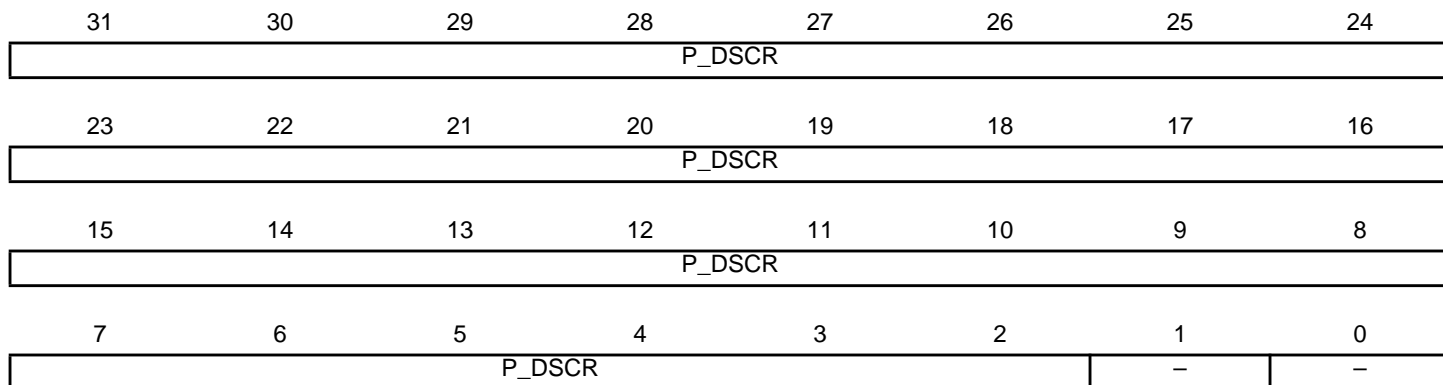 31 30 29 28 27 26 25 24
P_DSCR
23 22 21 20 19 18 17 16
P_DSCR
15 14 13 12 11 10 9 8
P_DSCR
7 6 5 4 3 2 1 0
P_DSCR – –